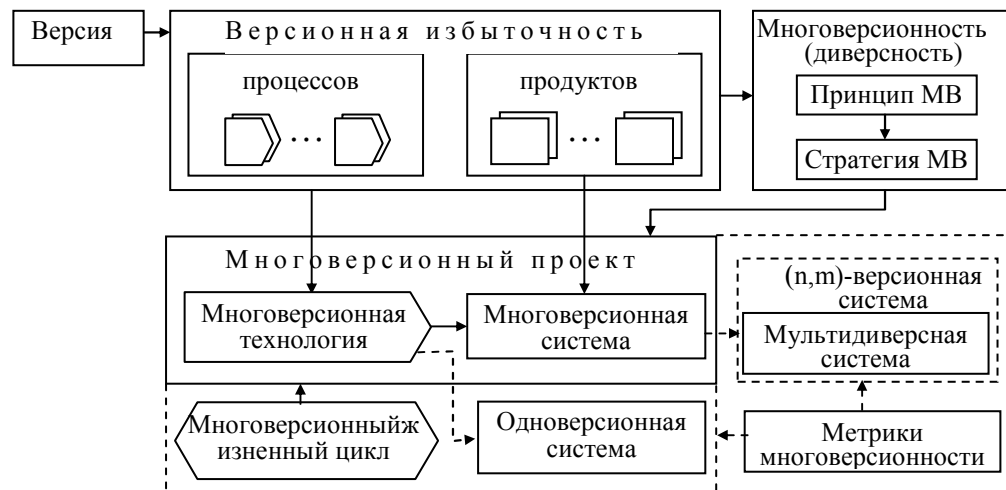 Версия
Версионная избыточность
процессов
...
продуктов
...
Многоверсионность
(диверсность)
Принцип МВ
Стратегия МВ
Многоверсионный проект
Многоверсионная
технология
Многоверсионная
система
(n,m)-версионная
система
Мультидиверсная
система
Многоверсионныйж
изненный цикл
Одноверсионная
система
Метрики
многоверсионности